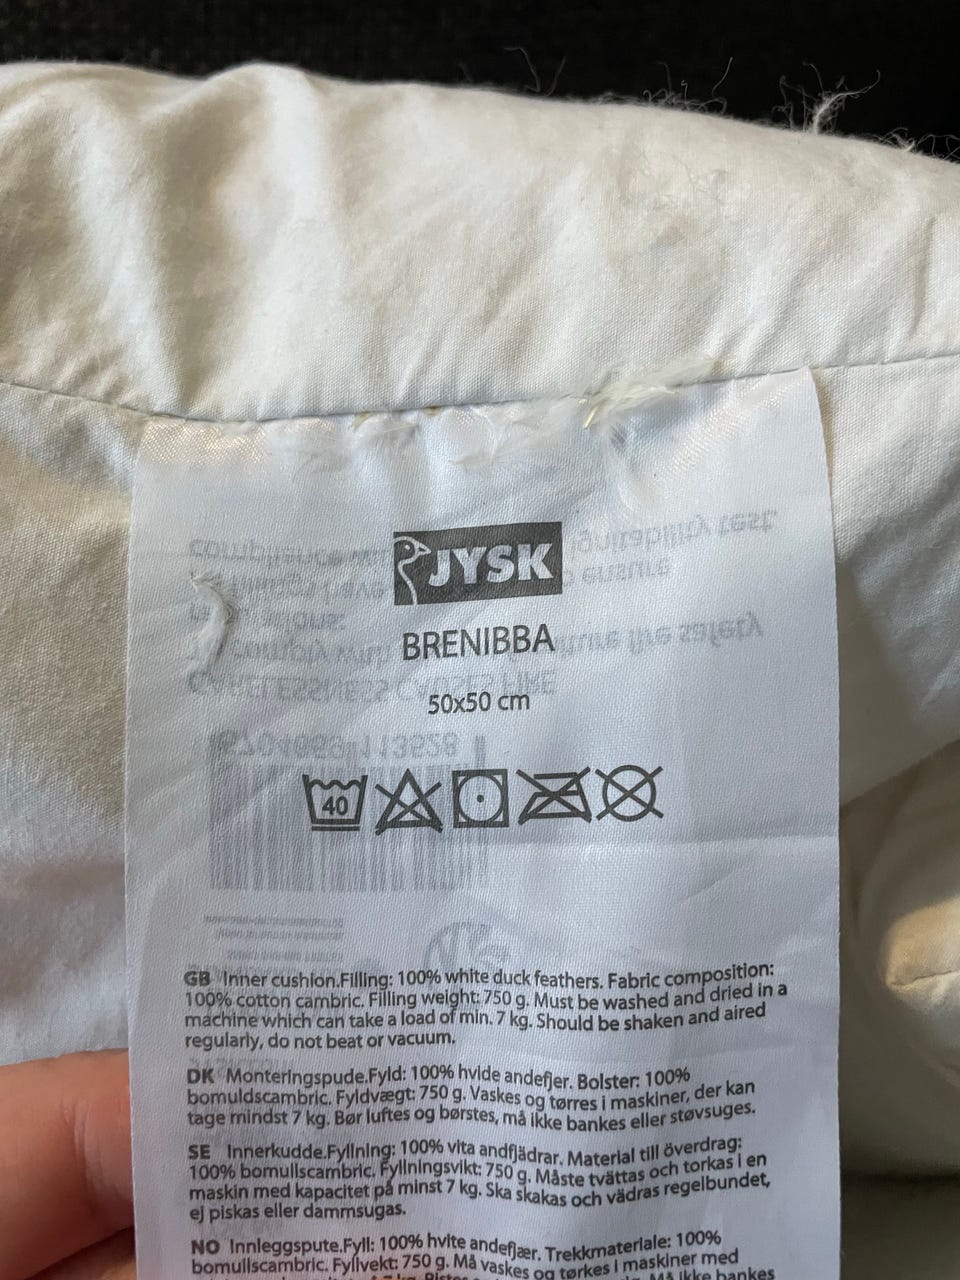 JYSK
BRENIBBA
50x50 cm
40
GB Inner cushion.Filling: 100% white duck feathers. Fabric composition:
100% cotton cambric. Filling weight: 750 g. Must be washed and dried in a
machine which can take a load of min. 7 kg. Should be shaken and aired
regularly, do not beat or vacuum.
DK Monteringspude.Fyld: 100% hvide andefjer. Bolster: 100%
bomuldscambric. Fyldvægt: 750 g. Vaskes og tørres i maskiner, der kan
tage mindst 7 kg. Bør luftes og børstes, må ikke bankes eller støvsuges.
SE Innerkudde.Fyllning: 100% vita andfjädrar. Material till överdrag:
100% bomullscambric. Fyllningsvikt: 750 g. Måste tvättas och torkas i en
maskin med kapacitet på minst 7 kg. Ska skakas och vädras regelbundet,
ej piskas eller dammsugas.
NO Innleggspute.Fyll: 100% hvite andefjær. Trekkmateriale: 100%
bomullscambric. Fyllvekt: 750 g. Må vaskes og tørkes i maskiner med
Må ikke bankes